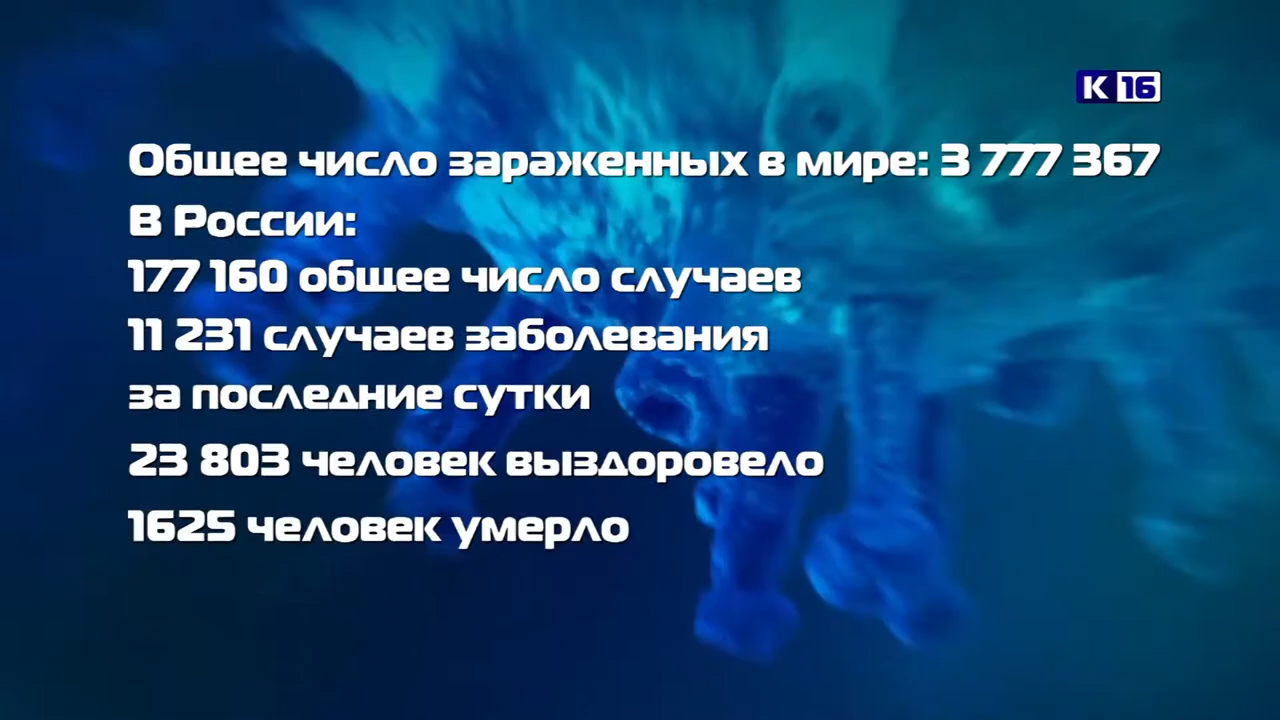 К 16
Общее число зараженных в мире: 3 777 367
В России:
177 160 общее число случаев
11 231 случаев заболевания
за последние сутки
23 803 человек выздоровело
1625 человек умерло